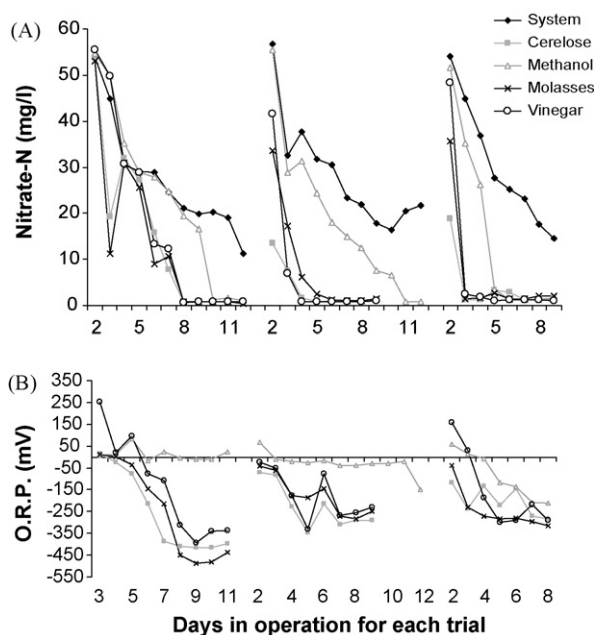 (A)
Nitrate-N (mg/l)
60
50
40
30
20
10
0
System
Cerelose
Methanol
Molasses
Vinegar
2 5 8 11 2 5 8 11 2 5 8
(B)
O.R.P. (mV)
350
250
150
50
-50
-150
-250
-350
-450
-550
3 5 7 9 11 2 4 6 8 10 12 2 4 6 8
Days in operation for each trial